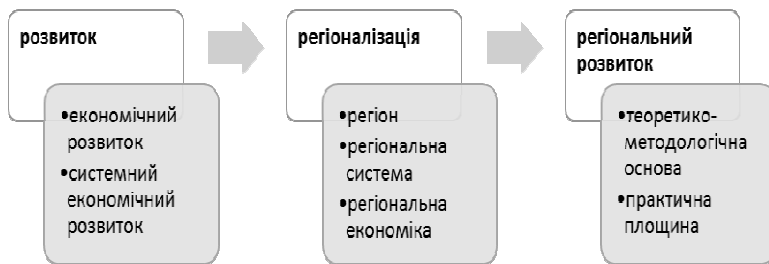 розвиток
•економічний
розвиток
•системний
економічний
розвиток
регіоналізація
•регіон
•регіональна
система
•регіональна
економіка
регіональний
розвиток
•теоретико-
методологічна
основа
•практична
площина